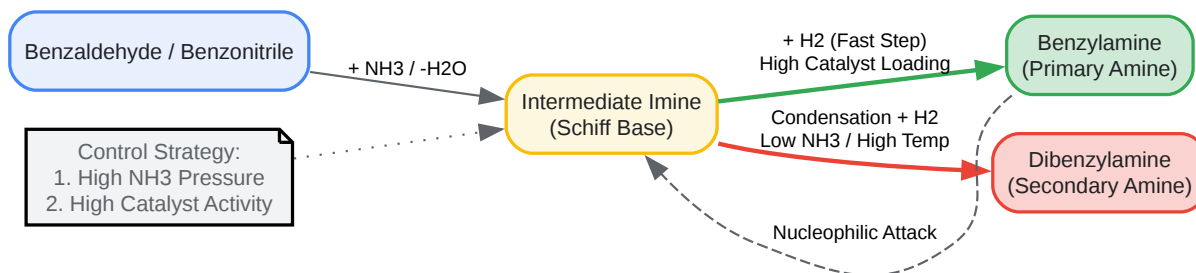 Benzaldehyde / Benzonitrile
+ NH3 / -H2O
Control Strategy:
1. High NH3 Pressure
2. High Catalyst Activity
Intermediate Imine
(Schiff Base)
+ H2 (Fast Step)
High Catalyst Loading
Condensation + H2
Low NH3 / High Temp
Nucleophilic Attack
Benzylamine
(Primary Amine)
Dibenzylamine
(Secondary Amine)